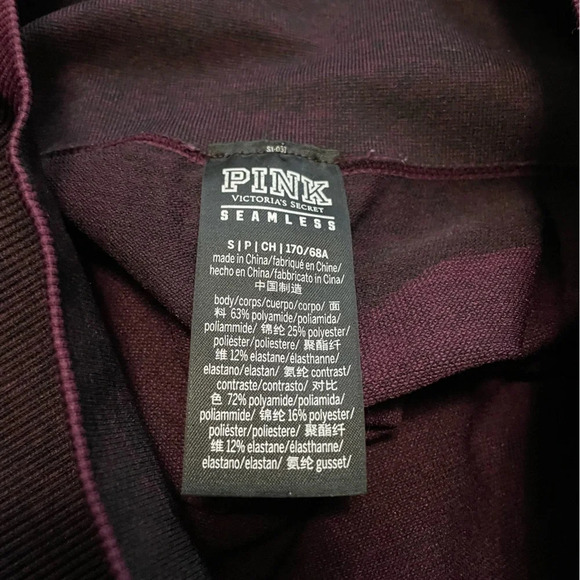 PINK
VICTORIA'S SECRET
SEAMLESS
S|P|CH|170/68A
made in China/fabriqué en Chine/
hecho en China/fabbricato in Cina/
中国制造
body/corps/cuerpo/corpo/ 面
料 63% polyamide/poliamida/
poliammide/ 锦纶 25% polyester/
poliéster/poliestere/ 聚酯纤
维 12% elastane/élasthanne/
elastano/elastan/ 氨纶 contrast/
contraste/contrasto/ 对比
色 72% polyamide/poliamida/
poliammide/ 锦纶 16% polyester/
poliéster/poliestere/ 聚酯纤
维 12% elastane/élasthanne/
elastano/elastan/ 氨纶 gusset/